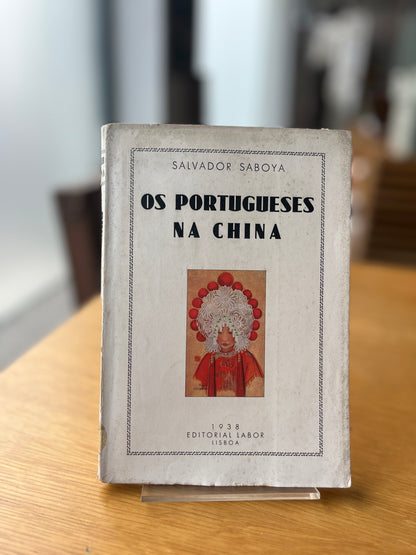 SALVADOR SABOYA
OS PORTUGUESES
NA CHINA
1938
EDITORIAL LABOR
LISBOA